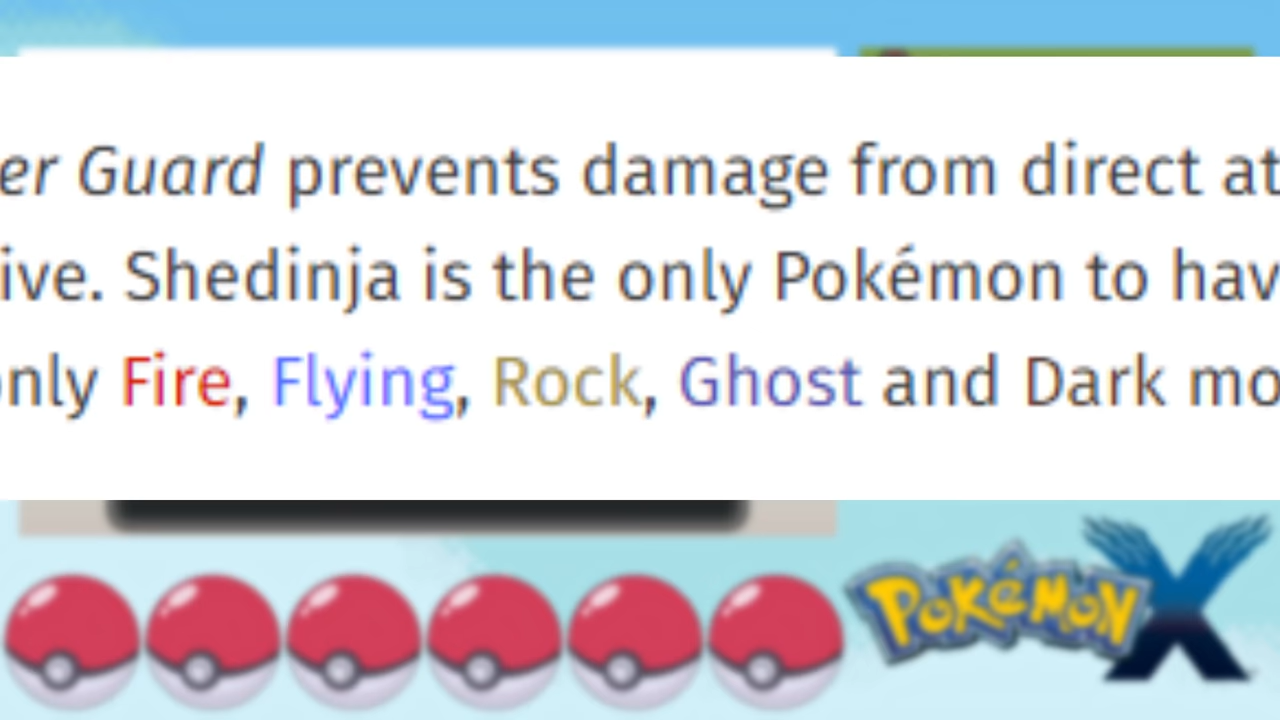 er Guard prevents damage from direct at
ive. Shedinja is the only Pokémon to hav
only Fire, Flying, Rock, Ghost and Dark mo
POKéMON X